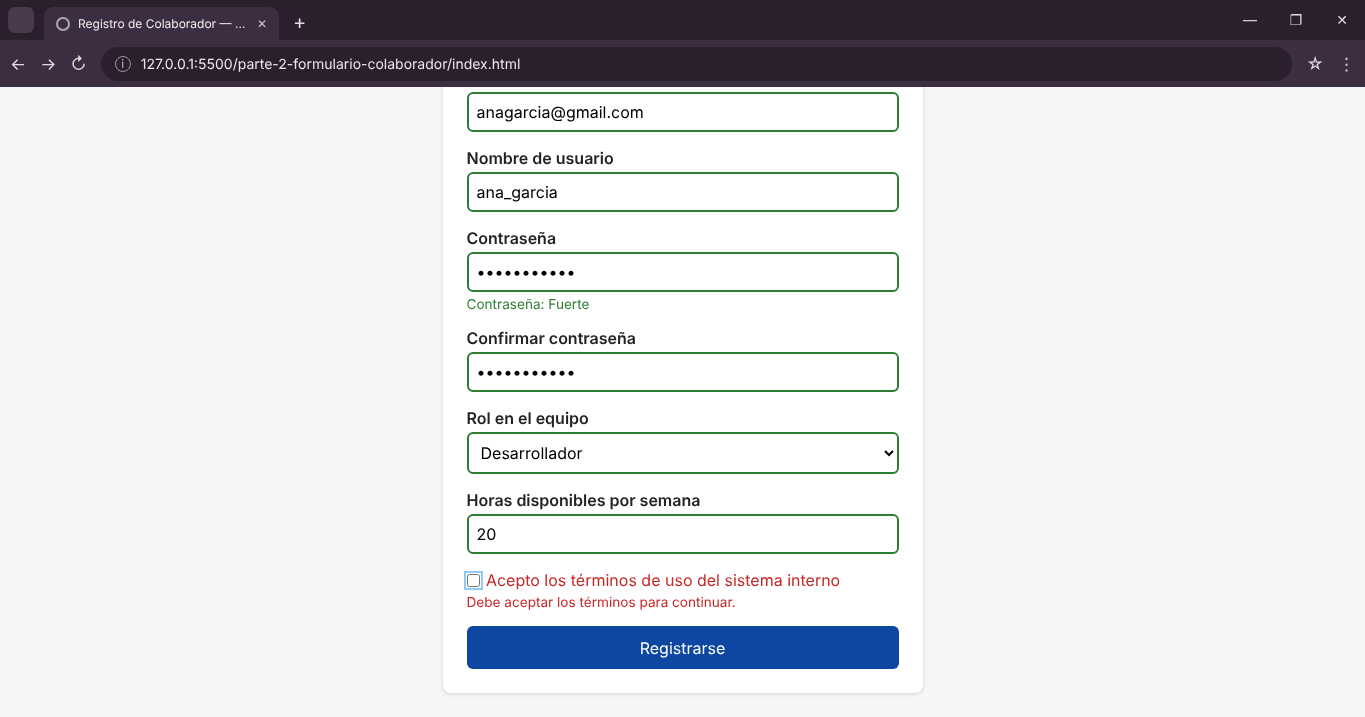 Registro de Colaborador — ...
127.0.0.1:5500/parte-2-formulario-colaborador/index.html
anagarcia@gmail.com
Nombre de usuario
ana_garcia
Contraseña
•••••••••••
Contraseña: Fuerte
Confirmar contraseña
•••••••••••
Rol en el equipo
Desarrollador
Horas disponibles por semana
20
Acepto los términos de uso del sistema interno
Debe aceptar los términos para continuar.
Registrarse